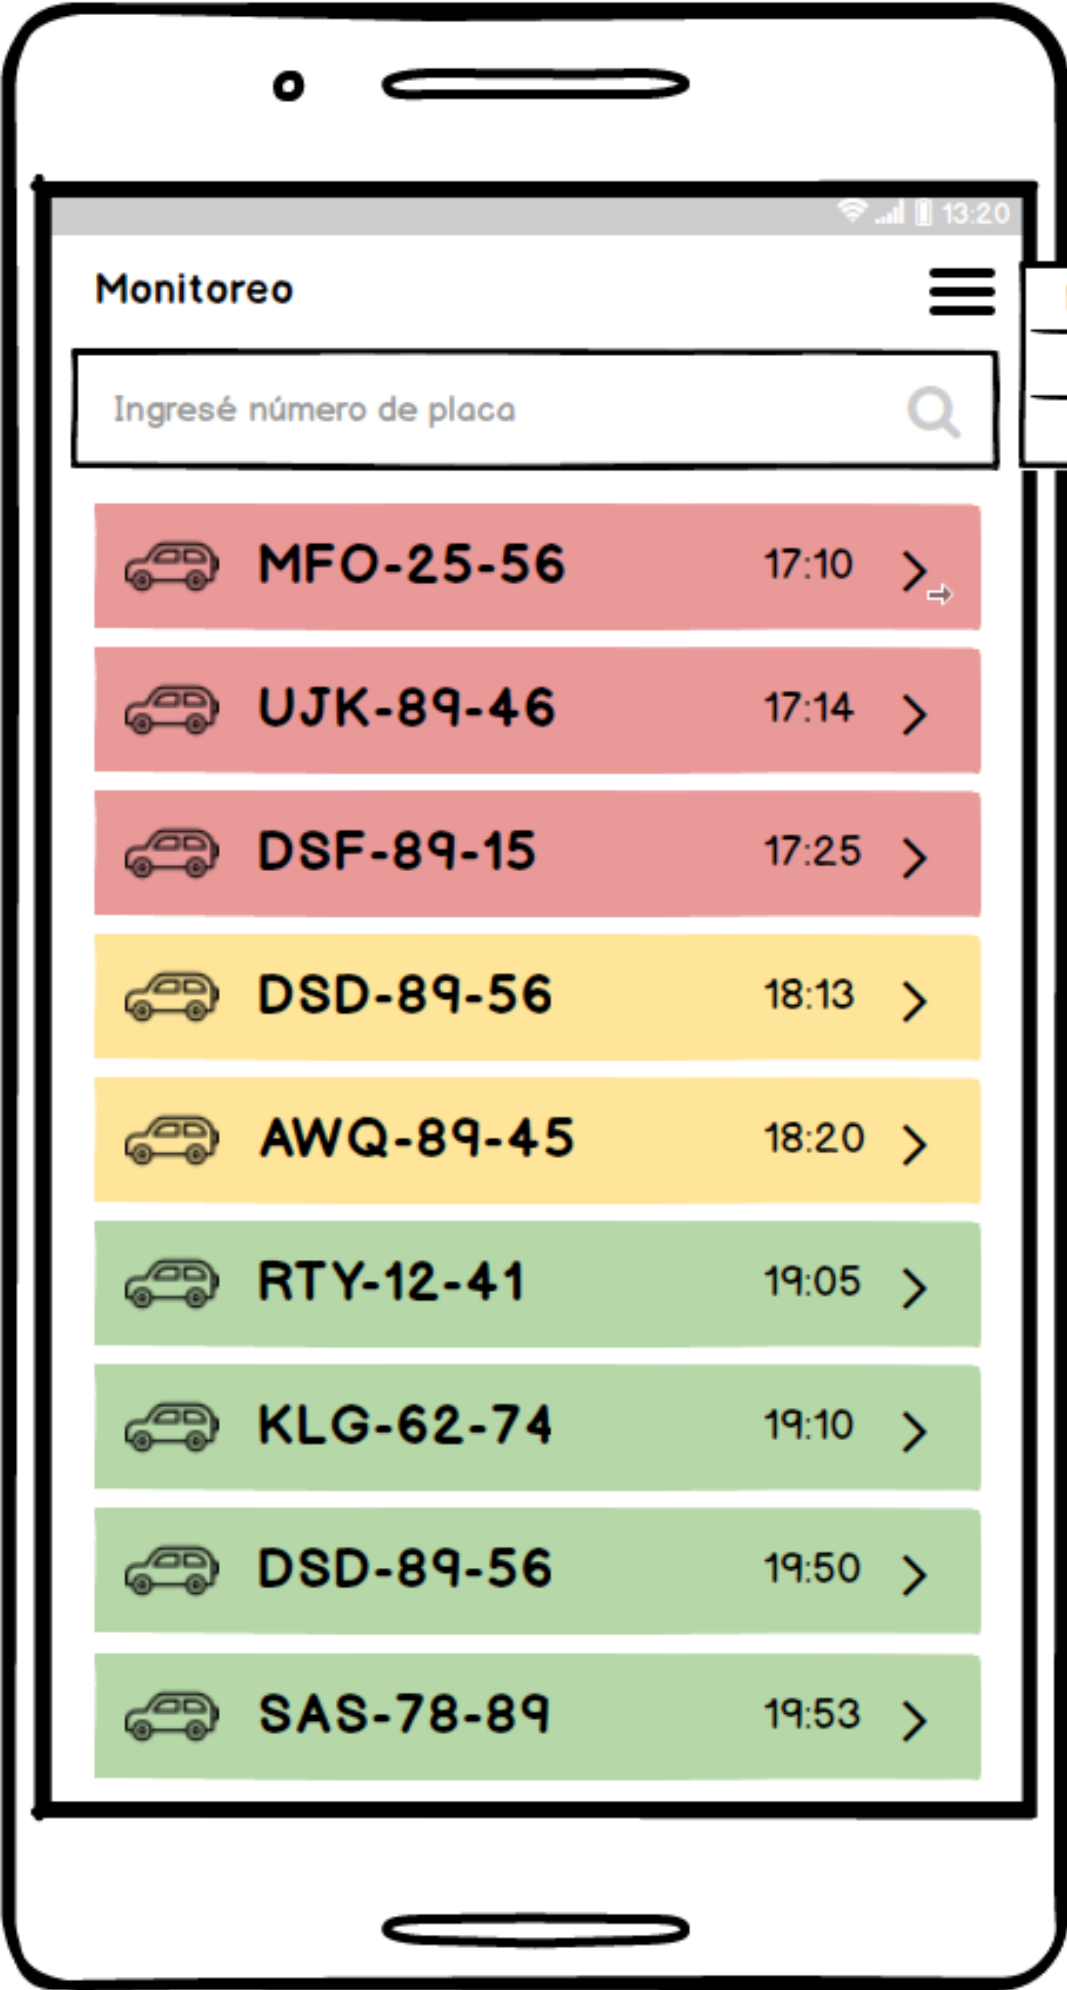 13:20
Monitoreo
Ingresé número de placa
MFO-25-56 17:10
UJK-89-46 17:14
DSF-89-15 17:25
DSD-89-56 18:13
AWQ-89-45 18:20
RTY-12-41 19:05
KLG-62-74 19:10
DSD-89-56 19:50
SAS-78-89 19:53